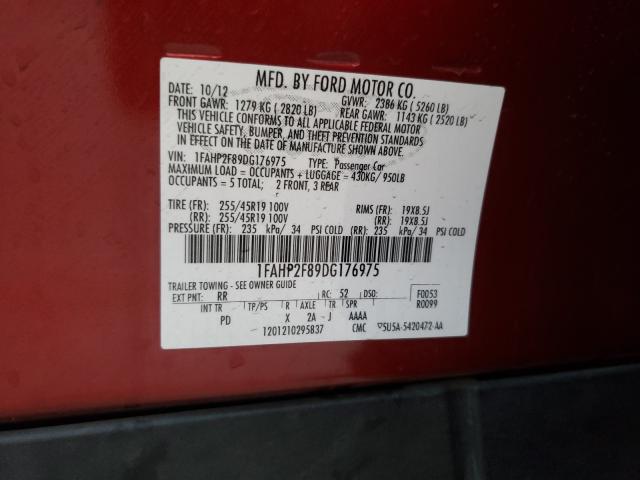 MFD. BY FORD MOTOR CO.
DATE: 10/12 GVWR: 2386 KG ( 5260 LB)
FRONT GAWR: 1279 KG ( 2820 LB) REAR GAWR: 1143 KG ( 2520 LB)
THIS VEHICLE CONFORMS TO ALL APPLICABLE FEDERAL MOTOR
VEHICLE SAFETY, BUMPER, AND THEFT PREVENTION STANDARDS
IN EFFECT ON THE DATE OF MANUFACTURE SHOWN ABOVE.
VIN: 1FAHP2F89DG176975 TYPE: Passenger Car
MAXIMUM LOAD = OCCUPANTS + LUGGAGE = 430KG/ 950LB
OCCUPANTS = 5 TOTAL; 2 FRONT, 3 REAR
TIRE (FR): 255/45R19 100V RIMS (FR): 19X8.5J
(RR): 255/45R19 100V (RR): 19X8.5J
PRESSURE (FR): 235 kPa/ 34 PSI COLD (RR): 235 kPa/ 34 PSI COLD
1FAHP2F89DG176975
TRAILER TOWING - SEE OWNER GUIDE
EXT PNT: RR RC: 52 DSO: F0053
INT TR TP/PS R AXLE TR SPR R0099
PD X 2A - J AAAA
1201210295837 CMC 5U5A-5420472-AA